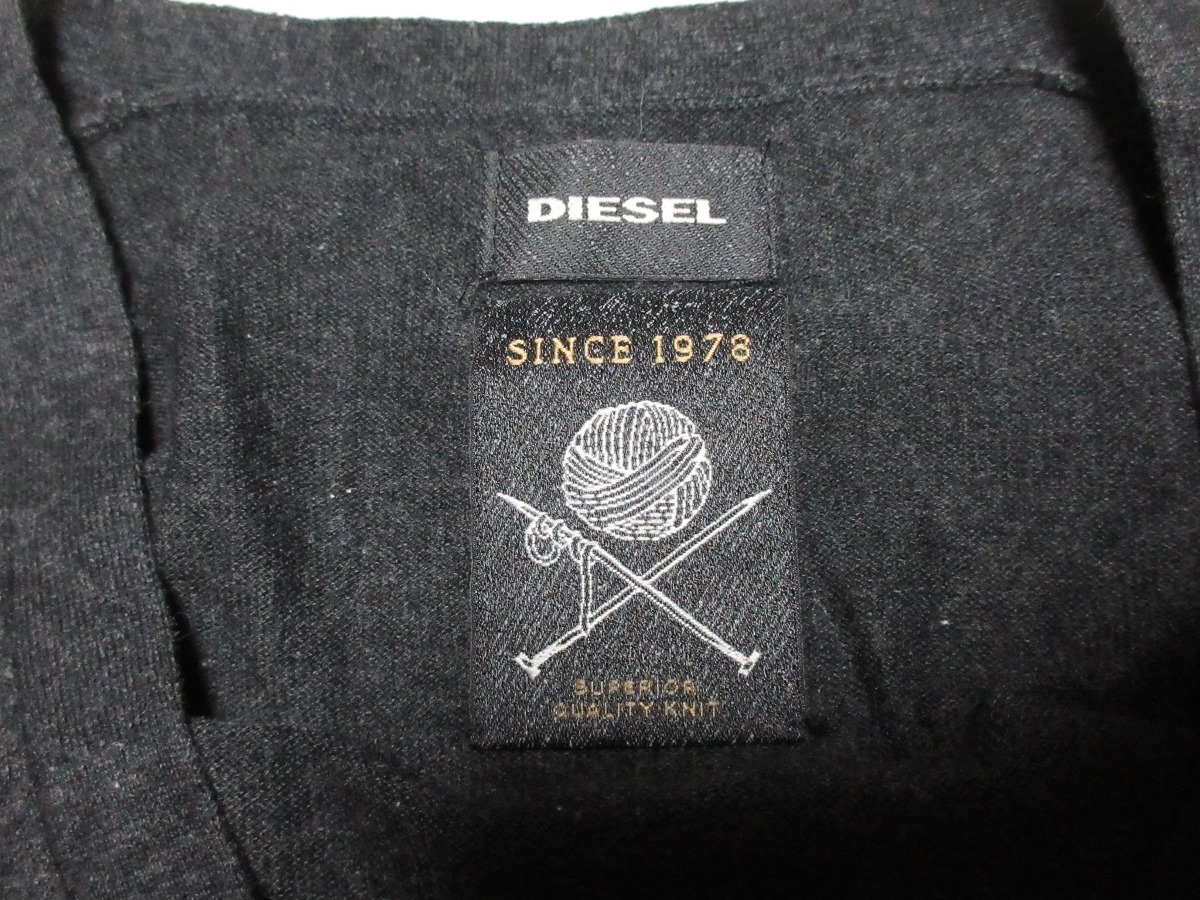 DIESEL
SINCE 1978
SUPERIOR
QUALITY KNIT